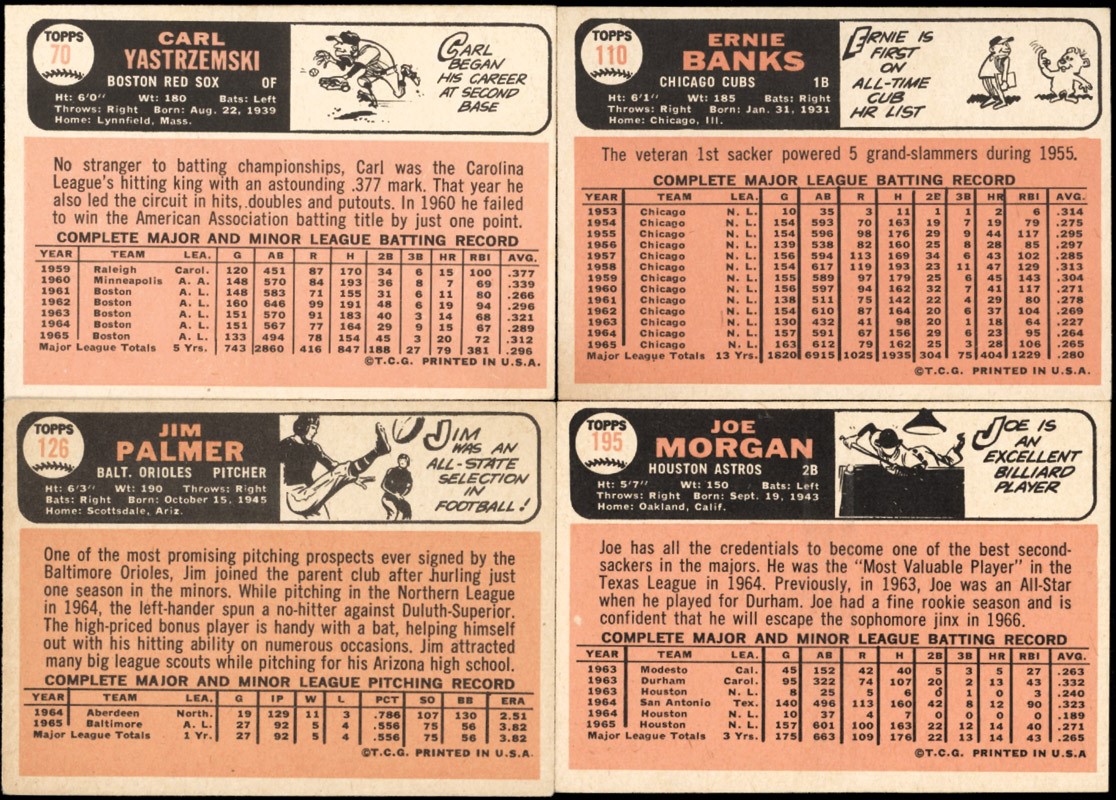 TOPPS
70
CARL
YASTRZEMSKI
BOSTON RED SOX OF
Ht: 6'0" Wt: 180 Bats: Left
Throws: Right Born: Aug. 22, 1939
Home: Lynnfield, Mass.
CARL
BEGAN
HIS CAREER
AT SECOND
BASE
No stranger to batting championships, Carl was the Carolina
League's hitting king with an astounding .377 mark. That year he
also led the circuit in hits, doubles and putouts. In 1960 he failed
to win the American Association batting title by just one point.
COMPLETE MAJOR AND MINOR LEAGUE BATTING RECORD
YEAR TEAM LEA. G AB R H 2B 3B HR RBI AVG.
1959 Raleigh Carol. 120 451 87 170 34 6 15 100 .377
1960 Minneapolis A. A. 148 570 84 193 36 8 7 69 .339
1961 Boston A. L. 148 583 71 155 31 6 11 80 .266
1962 Boston A. L. 160 646 99 191 48 6 19 94 .296
1963 Boston A. L. 151 570 91 183 40 3 14 68 .321
1964 Boston A. L. 151 567 77 164 29 9 15 67 .289
1965 Boston A. L. 133 494 78 154 45 3 20 72 .312
Major League Totals 5 Yrs. 743 2860 416 847 188 27 79 381 .296
©T.C.G. PRINTED IN U.S.A.
TOPPS
110
ERNIE
BANKS
CHICAGO CUBS 1B
Ht: 6'1" Wt: 185 Bats: Right
Throws: Right Born: Jan. 31, 1931
Home: Chicago, Ill.
ERNIE IS
FIRST
ON
ALL-TIME
CUB
HR LIST
The veteran 1st sacker powered 5 grand-slammers during 1955.
COMPLETE MAJOR LEAGUE BATTING RECORD
YEAR TEAM LEA. G AB R H 2B 3B HR RBI AVG.
1953 Chicago N. L. 10 35 3 11 1 1 2 6 .314
1954 Chicago N. L. 154 593 70 163 19 7 19 79 .275
1955 Chicago N. L. 154 596 98 176 29 9 44 117 .295
1956 Chicago N. L. 139 538 82 160 25 8 28 85 .297
1957 Chicago N. L. 156 594 113 169 34 6 43 102 .285
1958 Chicago N. L. 154 617 119 193 23 11 47 129 .313
1959 Chicago N. L. 155 589 97 179 25 6 45 143 .304
1960 Chicago N. L. 156 597 94 162 32 7 41 117 .271
1961 Chicago N. L. 138 511 75 142 22 4 29 80 .278
1962 Chicago N. L. 154 610 87 164 20 6 37 104 .269
1963 Chicago N. L. 130 432 41 98 20 1 18 64 .227
1964 Chicago N. L. 157 591 67 156 29 6 23 95 .264
1965 Chicago N. L. 163 612 79 162 25 3 28 106 .265
Major League Totals 13 Yrs. 1820 6915 1025 1935 304 75 404 1229 .280
©T.C.G. PRINTED IN U.S.A.
TOPPS
126
JIM
PALMER
BALT. ORIOLES PITCHER
Ht: 6'3" Wt: 190 Throws: Right
Bats: Right Born: October 15, 1945
Home: Scottsdale, Ariz.
JIM
WAS AN
ALL-STATE
SELECTION
IN
FOOTBALL!
One of the most promising pitching prospects ever signed by the
Baltimore Orioles, Jim joined the parent club after hurling just
one season in the minors. While pitching in the Northern League
in 1964, the left-hander spun a no-hitter against Duluth-Superior.
The high-priced bonus player is handy with a bat, helping himself
out with his hitting ability on numerous occasions. Jim attracted
many big league scouts while pitching for his Arizona high school.
COMPLETE MAJOR AND MINOR LEAGUE PITCHING RECORD
YEAR TEAM LEA. G IP W L PCT SO BB ERA
1964 Aberdeen North. 19 129 11 3 .786 107 130 2.51
1965 Baltimore A. L. 27 92 5 4 .556 75 56 3.82
Major League Totals 1 Yr. 27 92 5 4 .556 75 56 3.82
©T.C.G. PRINTED IN U.S.A.
TOPPS
195
JOE
MORGAN
HOUSTON ASTROS 2B
Ht: 5'7" Wt: 150 Bats: Left
Throws: Right Born: Sept. 19, 1943
Home: Oakland, Calif.
JOE IS
AN
EXCELLENT
BILLIARD
PLAYER
Joe has all the credentials to become one of the best second-
sackers in the majors. He was the "Most Valuable Player" in the
Texas League in 1964. Previously, in 1963, Joe was an All-Star
when he played for Durham. Joe had a fine rookie season and is
confident that he will escape the sophomore jinx in 1966.
COMPLETE MAJOR AND MINOR LEAGUE BATTING RECORD
YEAR TEAM LEA. G AB R H 2B 3B HR RBI AVG.
1963 Modesto Cal. 45 152 42 40 5 3 5 27 .263
1963 Durham Carol. 95 322 74 107 20 2 13 43 .332
1963 Houston N. L. 8 25 5 6 0 1 0 3 .240
1964 San Antonio Tex. 140 496 113 160 42 8 12 90 .323
1964 Houston N. L. 10 37 4 7 0 0 0 0 .189
1965 Houston N. L. 157 601 100 163 22 12 14 40 .271
Major League Totals 3 Yrs. 175 663 109 176 22 13 14 43 .265
©T.C.G. PRINTED IN U.S.A